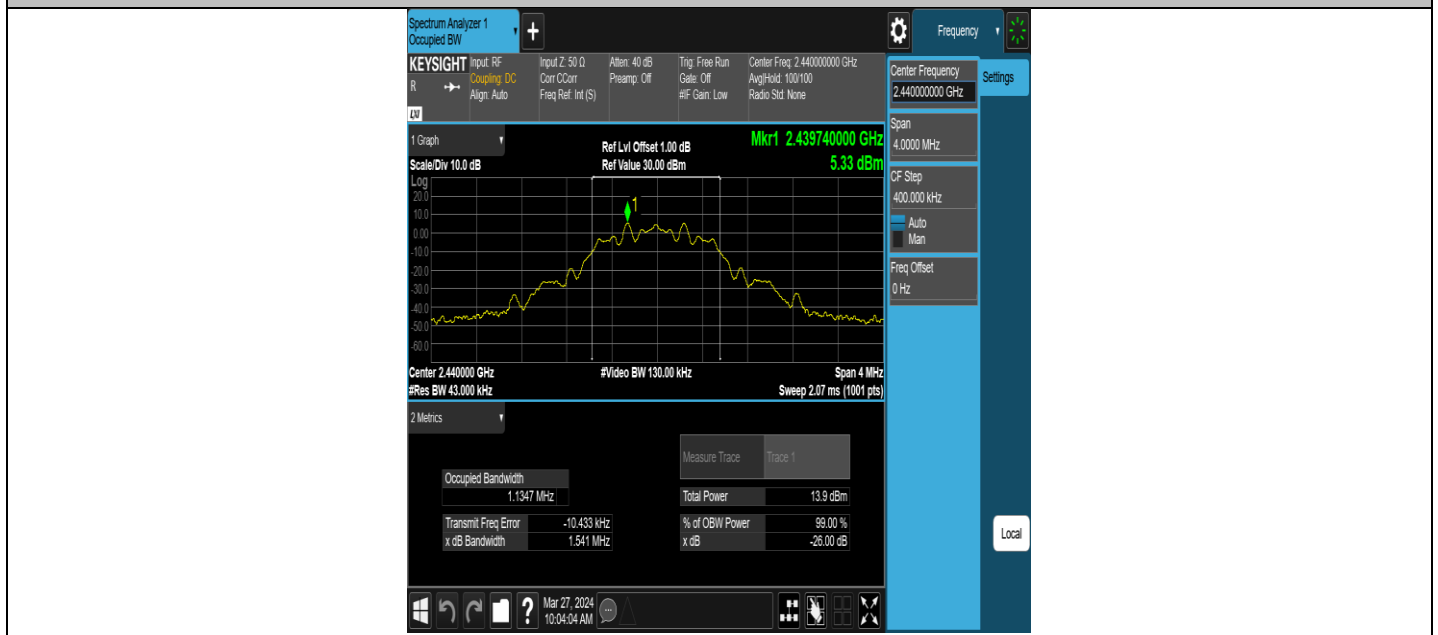 Spectrum Analyzer 1
Occupied BW
+
Frequency
KEYSIGHT
R
LXI
Input: RF
Coupling: DC
Align: Auto
Input Z: 50 Ω
Corr CCorr
Freq Ref: Int (S)
Atten: 40 dB
Preamp: Off
Trig: Free Run
Gate: Off
#IF Gain: Low
Center Freq: 2.440000000 GHz
Avg|Hold: 100/100
Radio Std: None
Center Frequency
2.440000000 GHz
Settings
Span
4.0000 MHz
CF Step
400.000 kHz
Auto
Man
Freq Offset
0 Hz
Local
1 Graph
Scale/Div 10.0 dB
Ref Lvl Offset 1.00 dB
Ref Value 30.00 dBm
Mkr1 2.439740000 GHz
5.33 dBm
Log
20.0
10.0
0.00
-10.0
-20.0
-30.0
-40.0
-50.0
-60.0
1
Center 2.440000 GHz
#Video BW 130.00 kHz
Span 4 MHz
#Res BW 43.000 kHz
Sweep 2.07 ms (1001 pts)
2 Metrics
Measure Trace Trace 1
Occupied Bandwidth
1.1347 MHz
Total Power 13.9 dBm
Transmit Freq Error -10.433 kHz
% of OBW Power 99.00 %
x dB Bandwidth 1.541 MHz
x dB -26.00 dB
?
Mar 27, 2024
10:04:04 AM